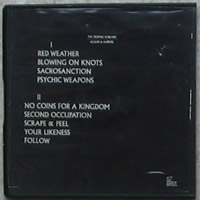 I
RED WEATHER
BLOWING ON KNOTS
SACROSANCTION
PSYCHIC WEAPONS
II
NO COINS FOR A KINGDOM
SECOND OCCUPATION
SCRAPE & PEEL
YOUR LIKENESS
FOLLOW